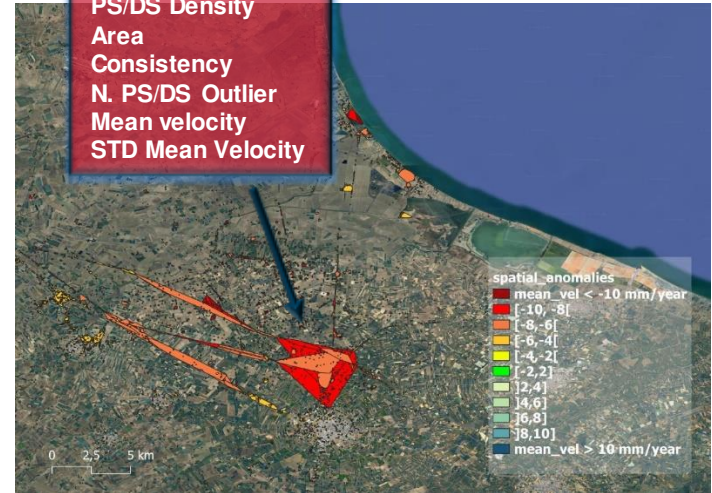 PS/DS Density
Area
Consistency
N. PS/DS Outlier
Mean velocity
STD Mean Velocity
spatial_anomalies
mean_vel < -10 mm/year
[-10, -8[
[-8,-6[
[-6,-4[
[-4,-2[
[-2,2]
]2,4]
]4,6]
]6,8]
]8,10]
mean_vel > 10 mm/year
0 2,5 5 km